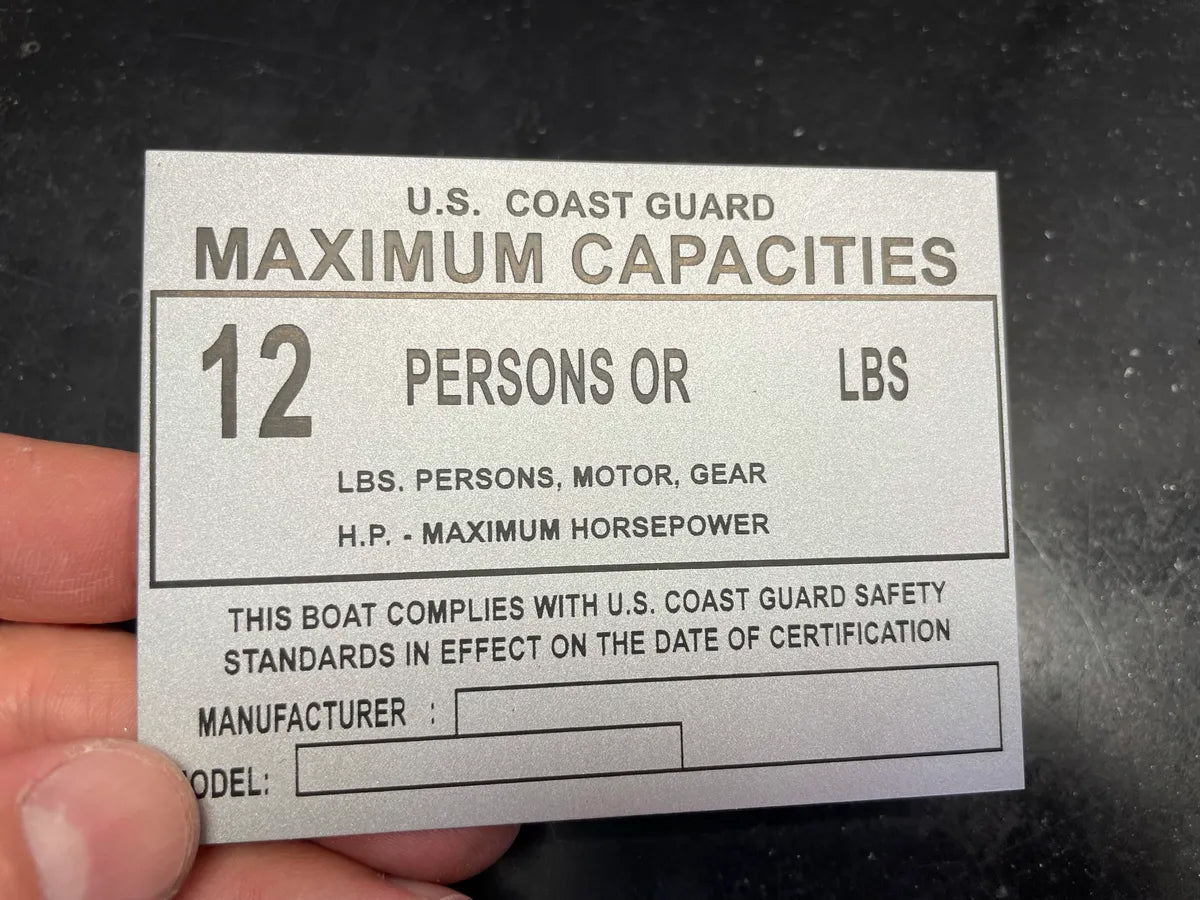 U.S. COAST GUARD
MAXIMUM CAPACITIES
12 PERSONS OR LBS
LBS. PERSONS, MOTOR, GEAR
H.P. - MAXIMUM HORSEPOWER
THIS BOAT COMPLIES WITH U.S. COAST GUARD SAFETY
STANDARDS IN EFFECT ON THE DATE OF CERTIFICATION
MANUFACTURER :
ODEL: